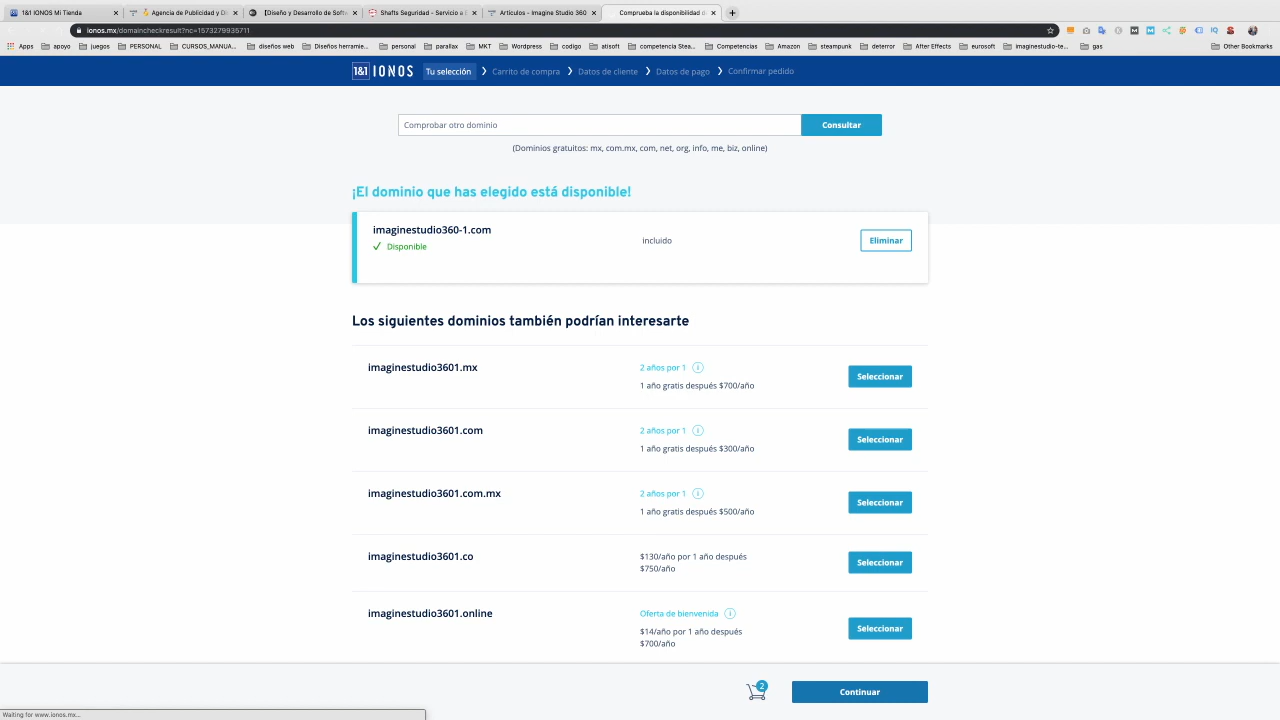 1&1 IONOS Mi Tienda
Agencia de Publicidad y Di
Diseño y Desarrollo de Softw
Shafts Seguridad - Servicio a
Artículos - Imagine Studio 360
Comprueba la disponibilidad d
ionos.mx/domaincheckresult?nc=1573279935711
Apps apoyo juegos PERSONAL CURSOS_MANUA... diseños web Diseños herramie... personal parallax MKT Wordpress codigo atisoft competencia Stea... Competencias Amazon steampunk deterror After Effects eurosoft imaginestudio-te... gas Other Bookmarks
1&1 IONOS Tu selección Carrito de compra Datos de cliente Datos de pago Confirmar pedido
Comprobar otro dominio Consultar
(Dominios gratuitos: mx, com.mx, com, net, org, info, me, biz, online)
¡El dominio que has elegido está disponible!
imaginestudio360-1.com
Disponible
incluido
Eliminar
Los siguientes dominios también podrían interesarte
imaginestudio3601.mx
2 años por 1
1 año gratis después $700/año
Seleccionar
imaginestudio3601.com
2 años por 1
1 año gratis después $300/año
Seleccionar
imaginestudio3601.com.mx
2 años por 1
1 año gratis después $500/año
Seleccionar
imaginestudio3601.co
$130/año por 1 año después
$750/año
Seleccionar
imaginestudio3601.online
Oferta de bienvenida
$14/año por 1 año después
$700/año
Seleccionar
2
Continuar
Waiting for www.ionos.mx...